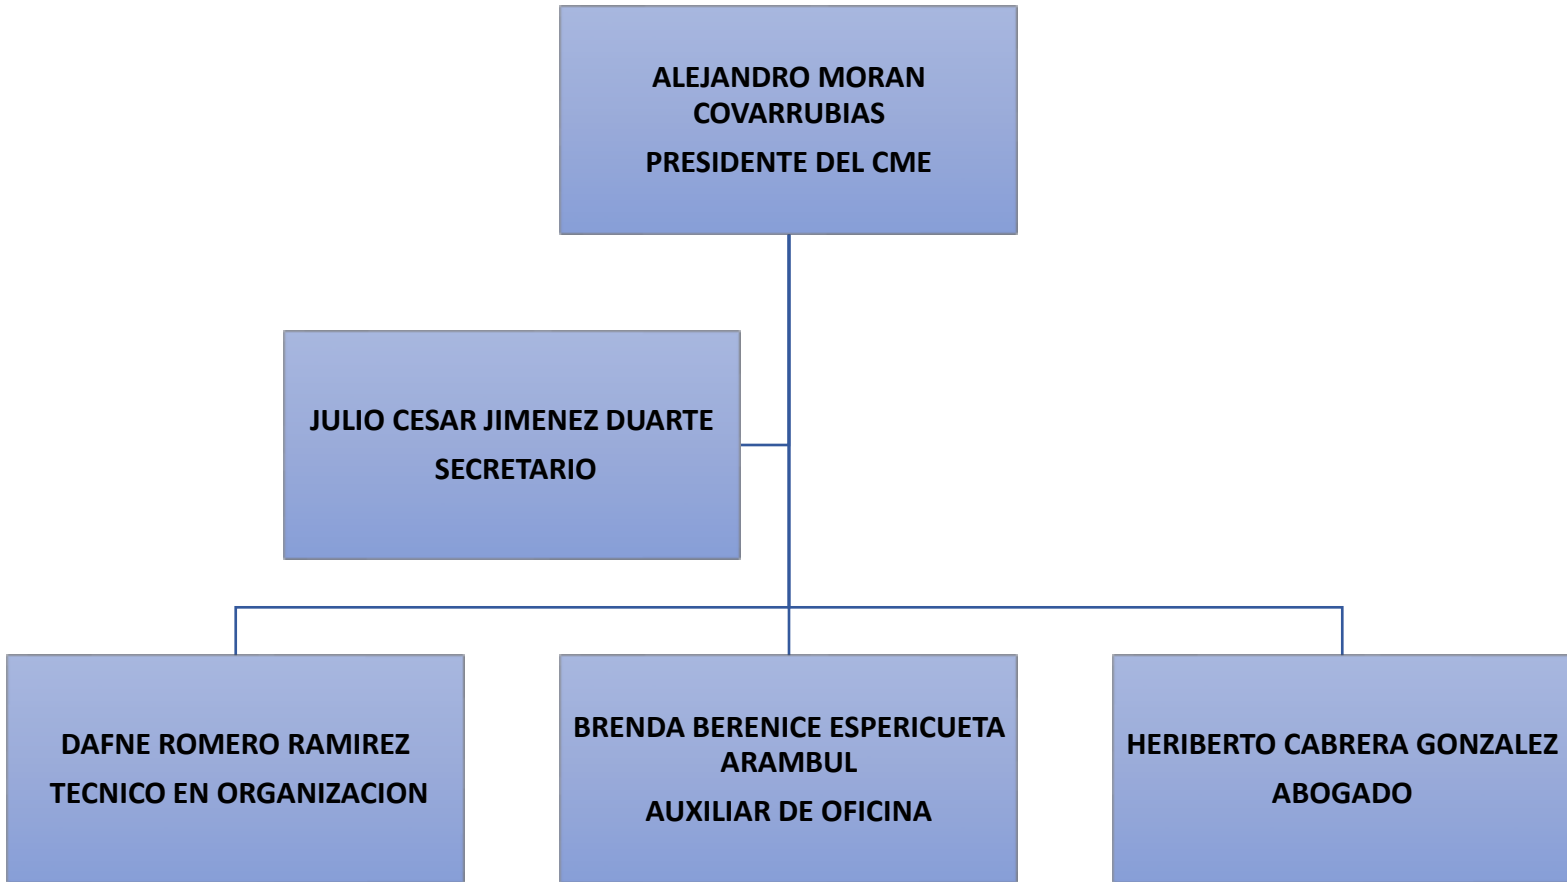 ALEJANDRO MORAN
COVARRUBIAS
PRESIDENTE DEL CME
JULIO CESAR JIMENEZ DUARTE
SECRETARIO
DAFNE ROMERO RAMIREZ
TECNICO EN ORGANIZACION
BRENDA BERENICE ESPERICUETA
ARAMBUL
AUXILIAR DE OFICINA
HERIBERTO CABRERA GONZALEZ
ABOGADO